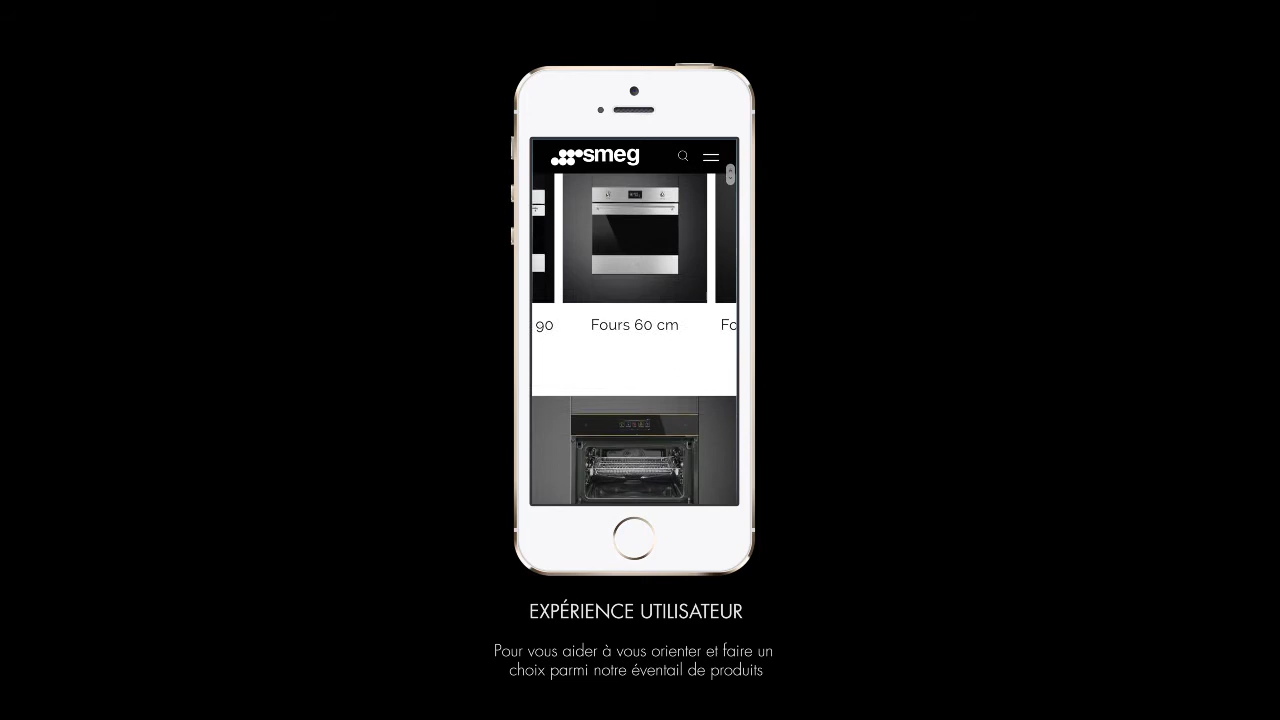 smeg
90
Fours 60 cm
Fo
EXPÉRIENCE UTILISATEUR
Pour vous aider à vous orienter et faire un
choix parmi notre éventail de produits